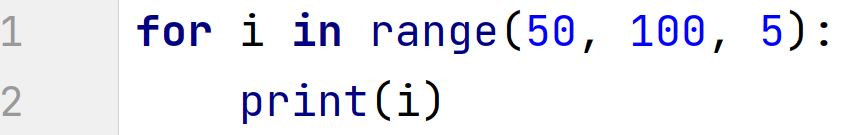 1 for i in range(50, 100, 5):
2     print(i)